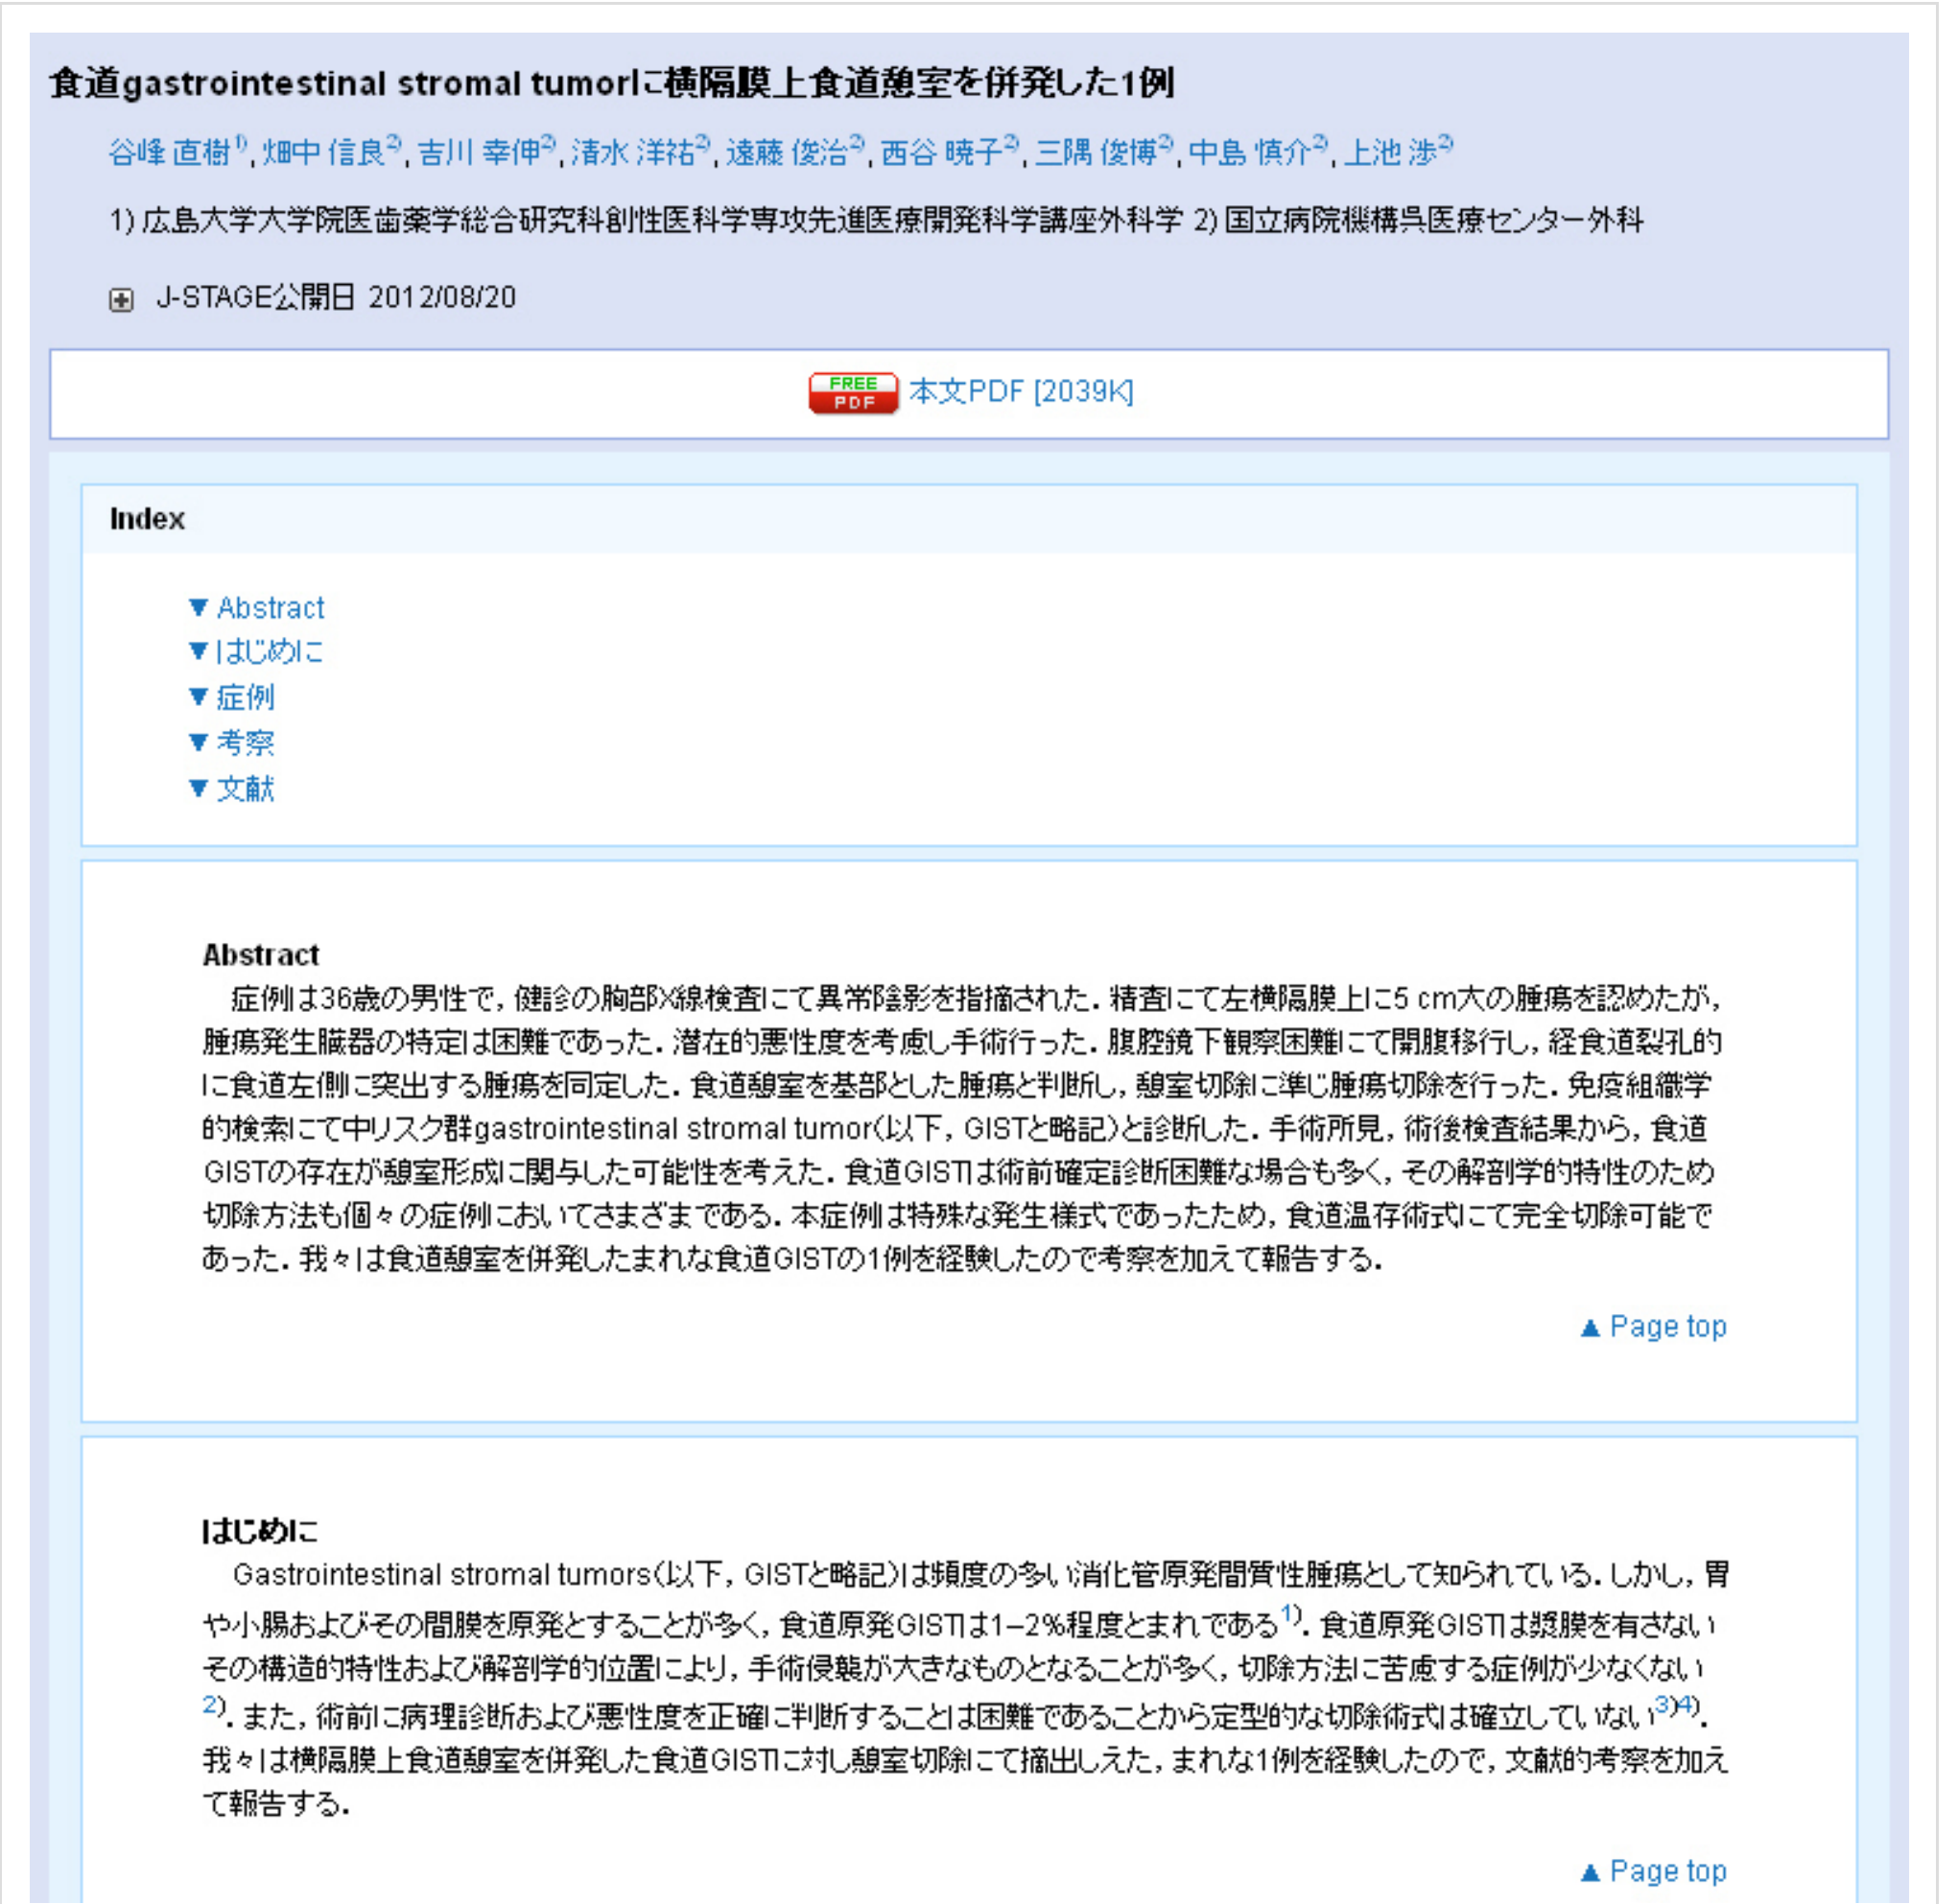 食道gastrointestinal stromal tumorに横隔膜上食道憩室を併発した1例
谷峰 直樹1), 畑中 信良2), 吉川 幸伸2), 清水 洋祐2), 遠藤 俊治2), 西谷 暁子2), 三隅 俊博2), 中島 慎介2), 上池 渉2)
1) 広島大学大学院医歯薬学総合研究科創性医科学専攻先進医療開発科学講座外科学 2) 国立病院機構呉医療センター外科
J-STAGE公開日 2012/08/20
FREE PDF 本文PDF [2039K]
Index
▼ Abstract
▼ はじめに
▼ 症例
▼ 考察
▼ 文献
Abstract
症例は36歳の男性で，健診の胸部X線検査にて異常陰影を指摘された．精査にて左横隔膜上に5 cm大の腫瘍を認めたが，
腫瘍発生臓器の特定は困難であった．潜在的悪性度を考慮し手術行った．腹腔鏡下観察困難にて開腹移行し，経食道裂孔的
に食道左側に突出する腫瘍を同定した．食道憩室を基部とした腫瘍と判断し，憩室切除に準じ腫瘍切除を行った．免疫組織学
的検索にて中リスク群gastrointestinal stromal tumor（以下，GISTと略記）と診断した．手術所見，術後検査結果から，食道
GISTの存在が憩室形成に関与した可能性を考えた．食道GISTは術前確定診断困難な場合も多く，その解剖学的特性のため
切除方法も個々の症例においてさまざまである．本症例は特殊な発生様式であったため，食道温存術式にて完全切除可能で
あった．我々は食道憩室を併発したまれな食道GISTの1例を経験したので考察を加えて報告する．
▲ Page top
はじめに
Gastrointestinal stromal tumors（以下，GISTと略記）は頻度の多い消化管原発間質性腫瘍として知られている．しかし，胃
や小腸およびその間膜を原発とすることが多く，食道原発GISTは1–2%程度とまれである1)．食道原発GISTは漿膜を有さない
その構造的特性および解剖学的位置により，手術侵襲が大きなものとなることが多く，切除方法に苦慮する症例が少なくない
2)．また，術前に病理診断および悪性度を正確に判断することは困難であることから定型的な切除術式は確立していない3)4)．
我々は横隔膜上食道憩室を併発した食道GISTに対し憩室切除にて摘出しえた，まれな1例を経験したので，文献的考察を加え
て報告する．
▲ Page top